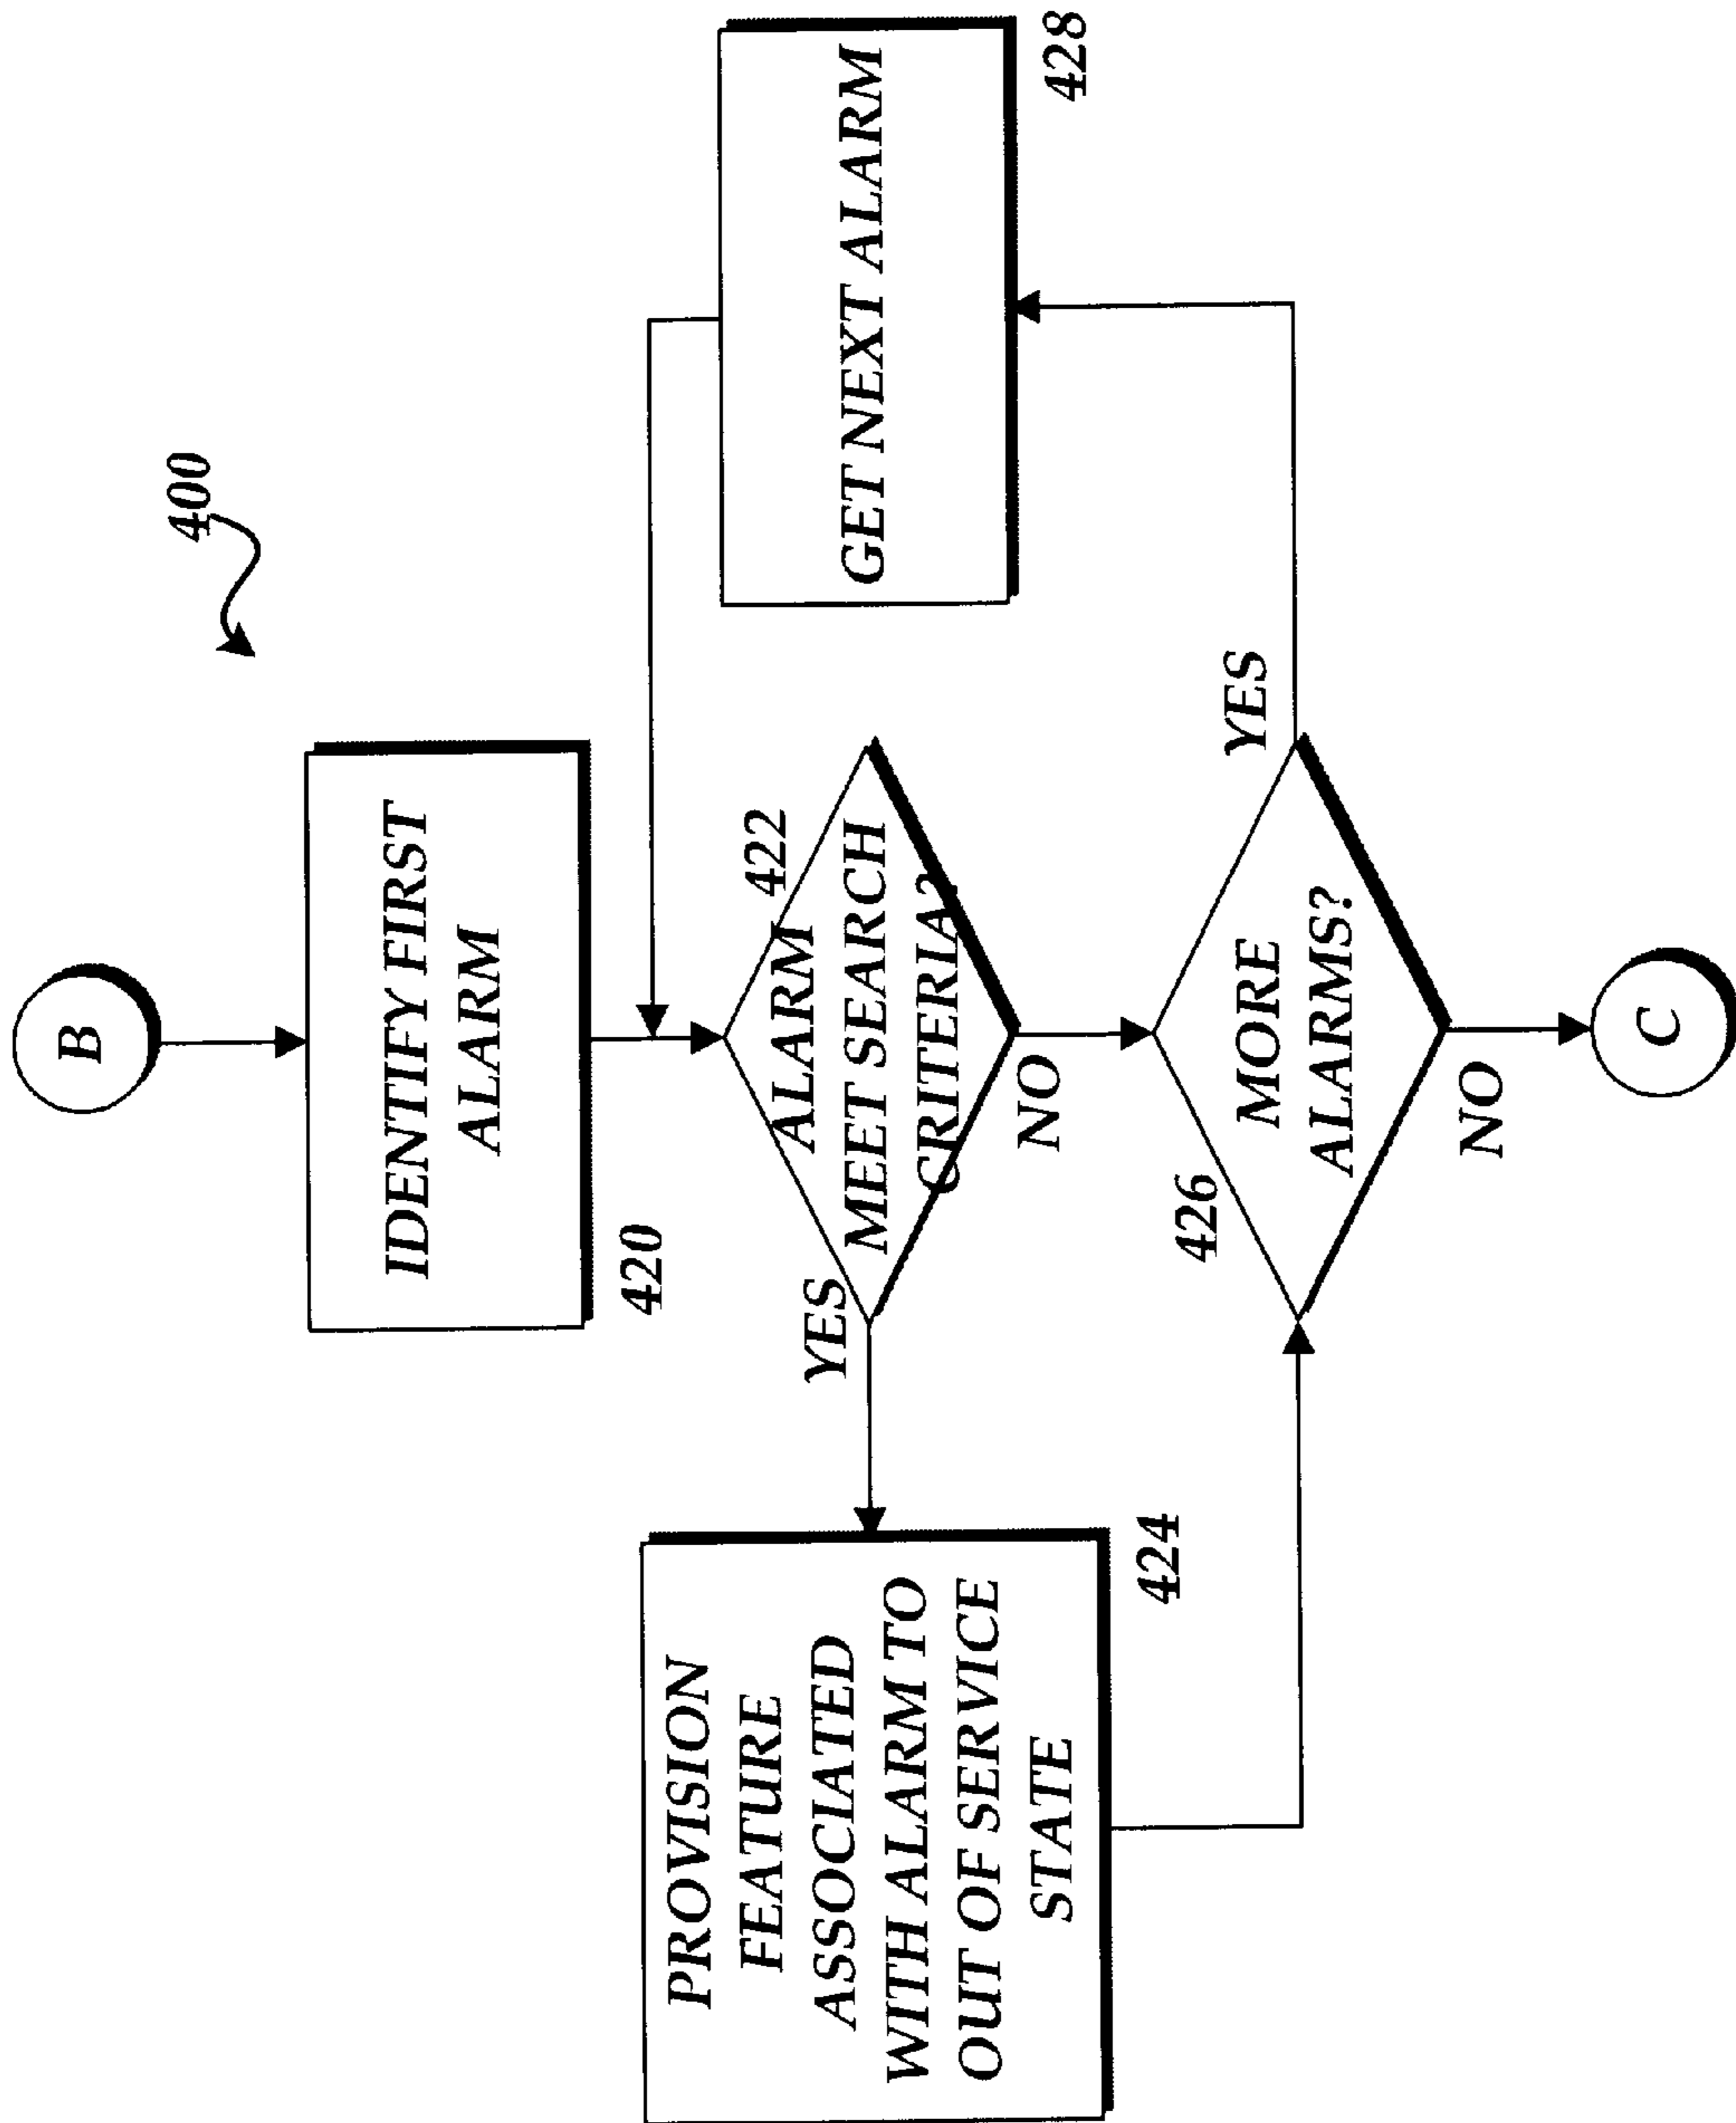 400
B
IDENTIFY FIRST
ALARM
420
422
ALARM
MEET SEARCH
CRITERIA?
YES
NO
PROVISION
FEATURE
ASSOCIATED
WITH ALARM TO
OUT OF SERVICE
STATE
424
GET NEXT ALARM
428
426
MORE
ALARMS?
YES
NO
C